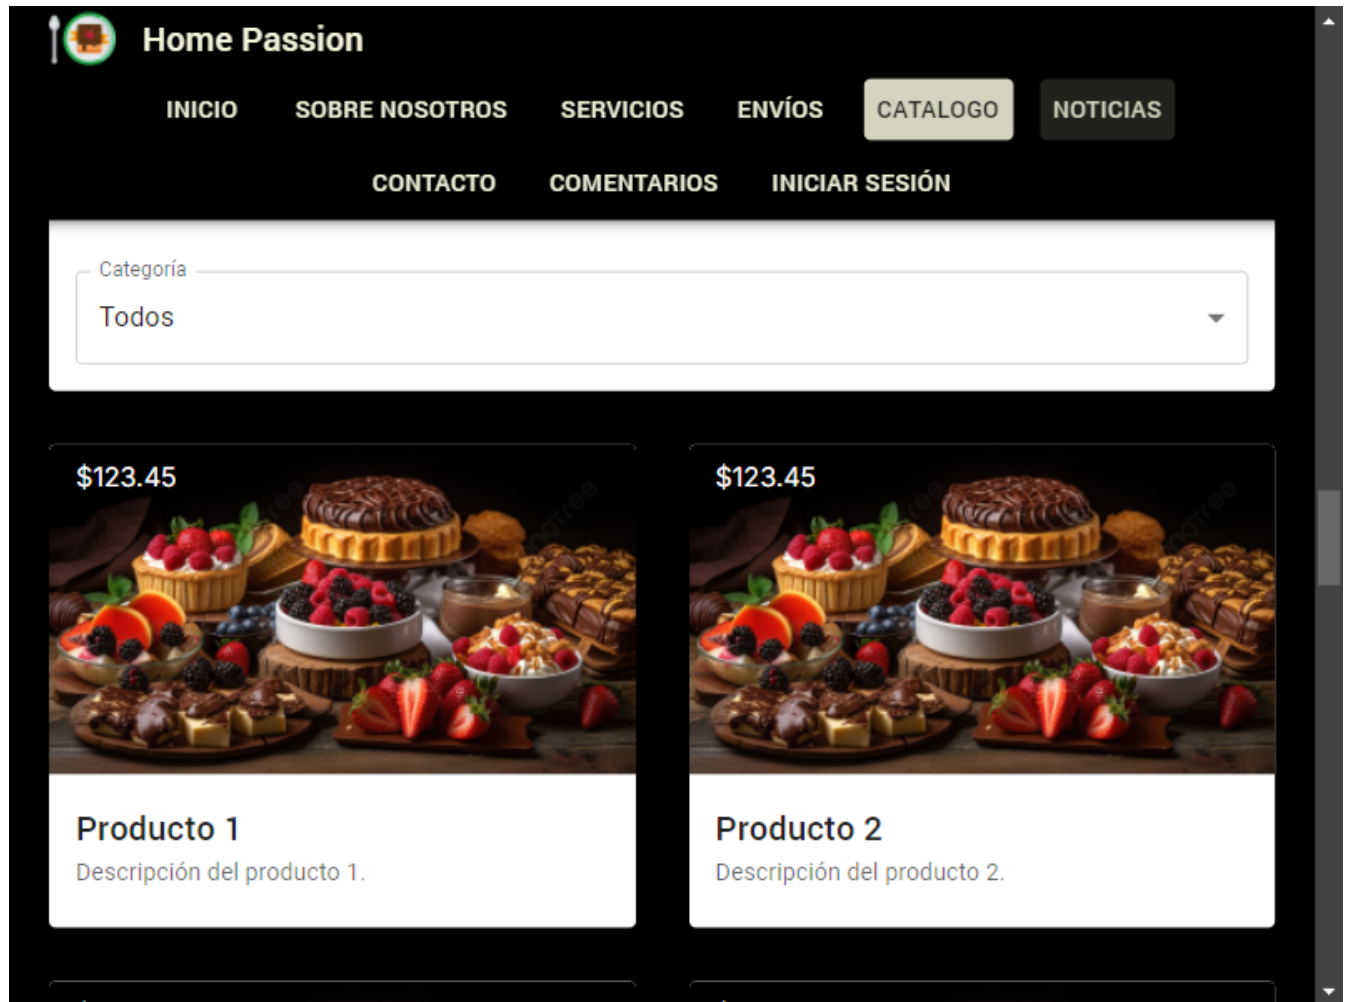 Home Passion
INICIO SOBRE NOSOTROS SERVICIOS ENVÍOS CATALOGO NOTICIAS
CONTACTO COMENTARIOS INICIAR SESIÓN
Categoría
Todos
$123.45 $123.45
Producto 1 Producto 2
Descripción del producto 1. Descripción del producto 2.